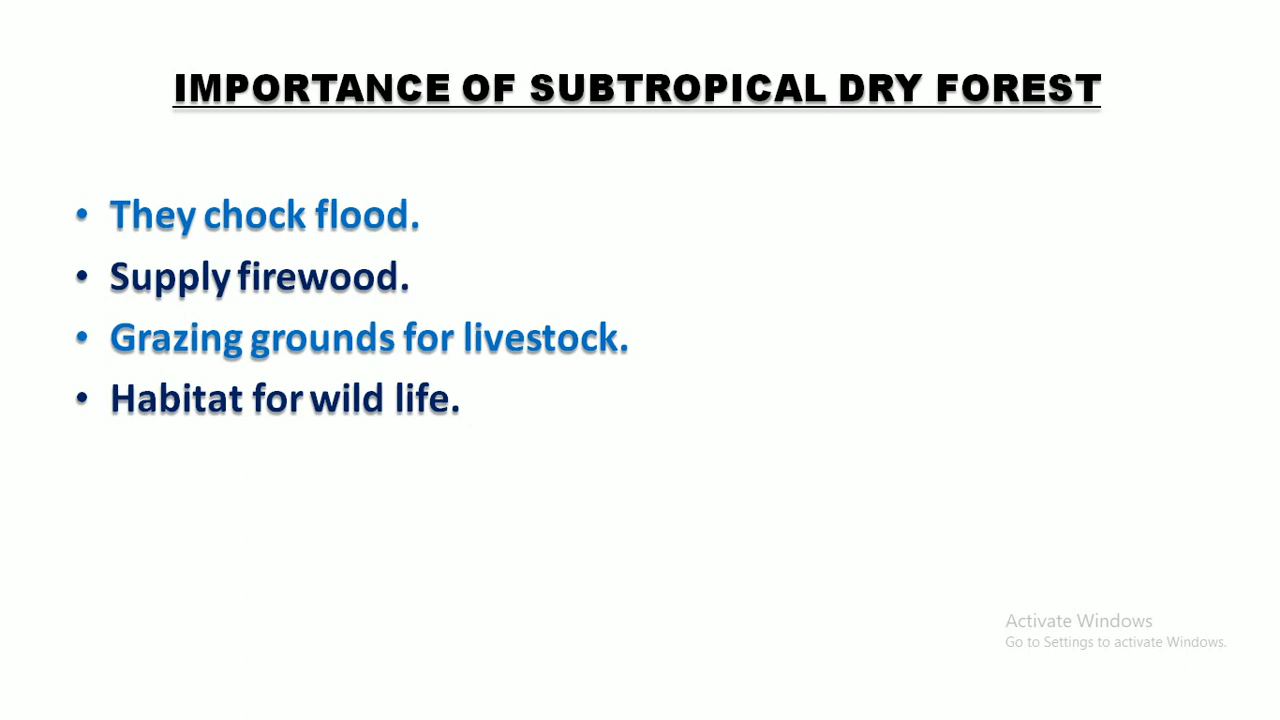 IMPORTANCE OF SUBTROPICAL DRY FOREST
• They chock flood.
• Supply firewood.
• Grazing grounds for livestock.
• Habitat for wild life.
Activate Windows
Go to Settings to activate Windows.